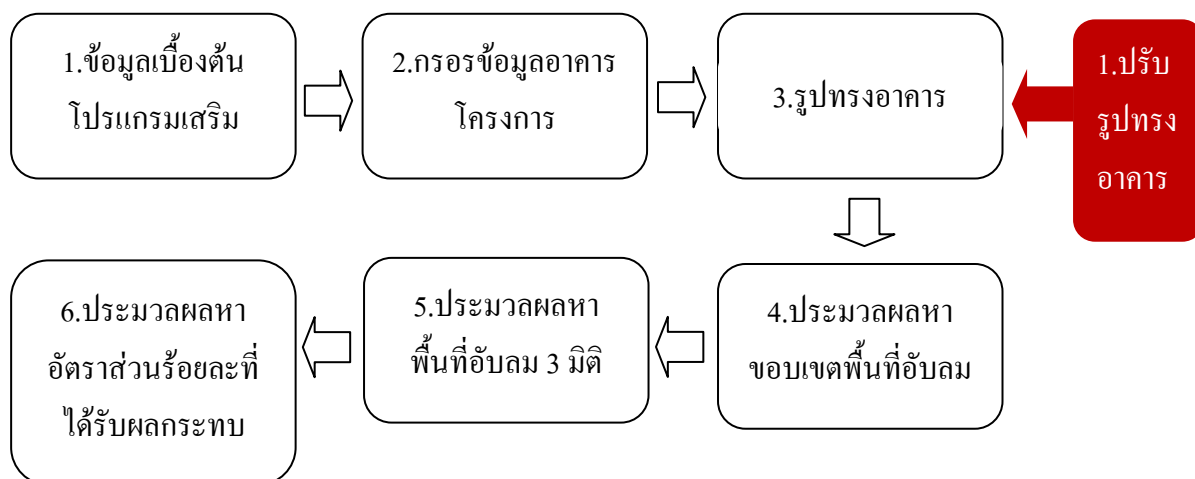 1.ข้อมูลเบื้องต้น
โปรแกรมเสริม
2.กรอรข้อมูลอาคาร
โครงการ
3.รูปทรงอาคาร
1.ปรับ
รูปทรง
อาคาร
4.ประมวลผลหา
ขอบเขตพื้นที่อับลม
5.ประมวลผลหา
พื้นที่อับลม 3 มิติ
6.ประมวลผลหา
อัตราส่วนร้อยละที่
ได้รับผลกระทบ